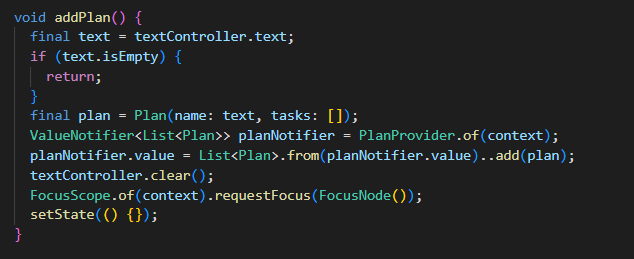 void addPlan() {
  final text = textController.text;
  if (text.isEmpty) {
    return;
  }
  final plan = Plan(name: text, tasks: []);
  ValueNotifier<List<Plan>> planNotifier = PlanProvider.of(context);
  planNotifier.value = List<Plan>.from(planNotifier.value)..add(plan);
  textController.clear();
  FocusScope.of(context).requestFocus(FocusNode());
  setState(() {});
}